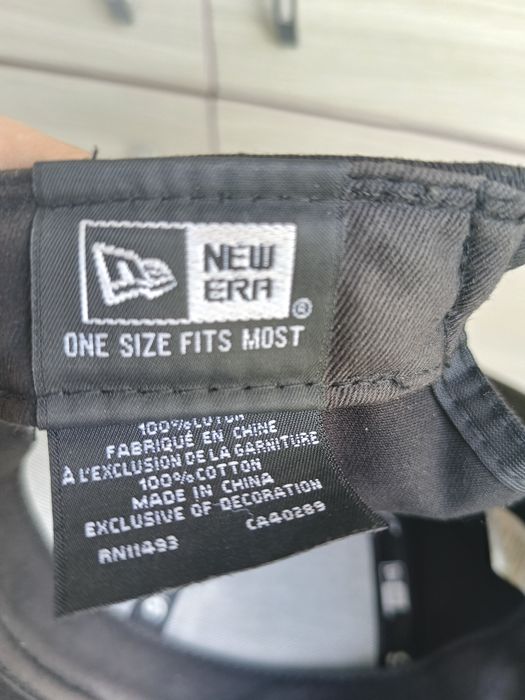 NEW
ERA®
ONE SIZE FITS MOST
100%COTON
FABRIQUÉ EN CHINE
À L'EXCLUSION DE LA GARNITURE
100%COTTON
MADE IN CHINA
EXCLUSIVE OF DECORATION
RN11493 CA40289